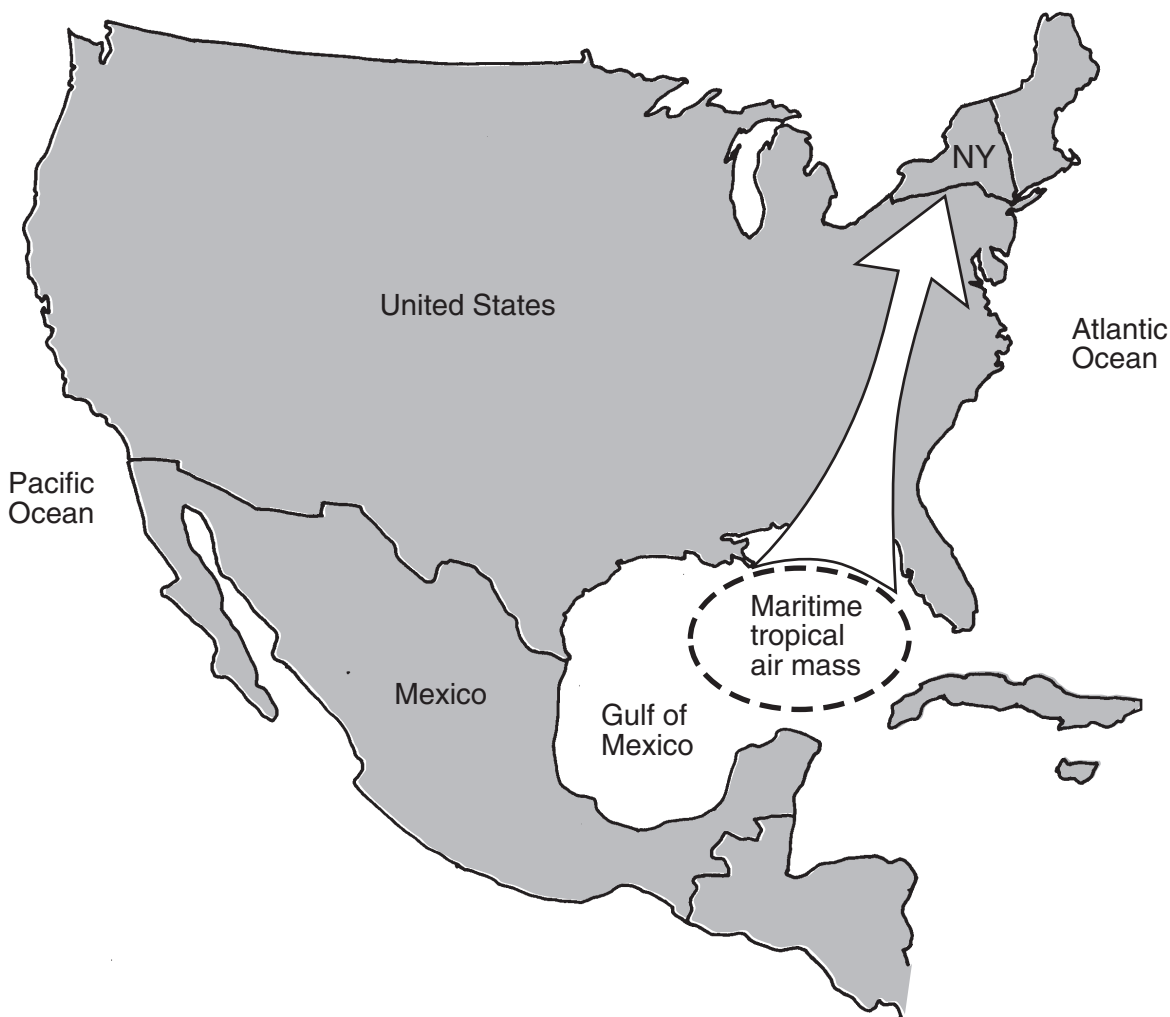 NY
United States
Atlantic
Ocean
Pacific
Ocean
Maritime
tropical
air mass
Mexico
Gulf of
Mexico